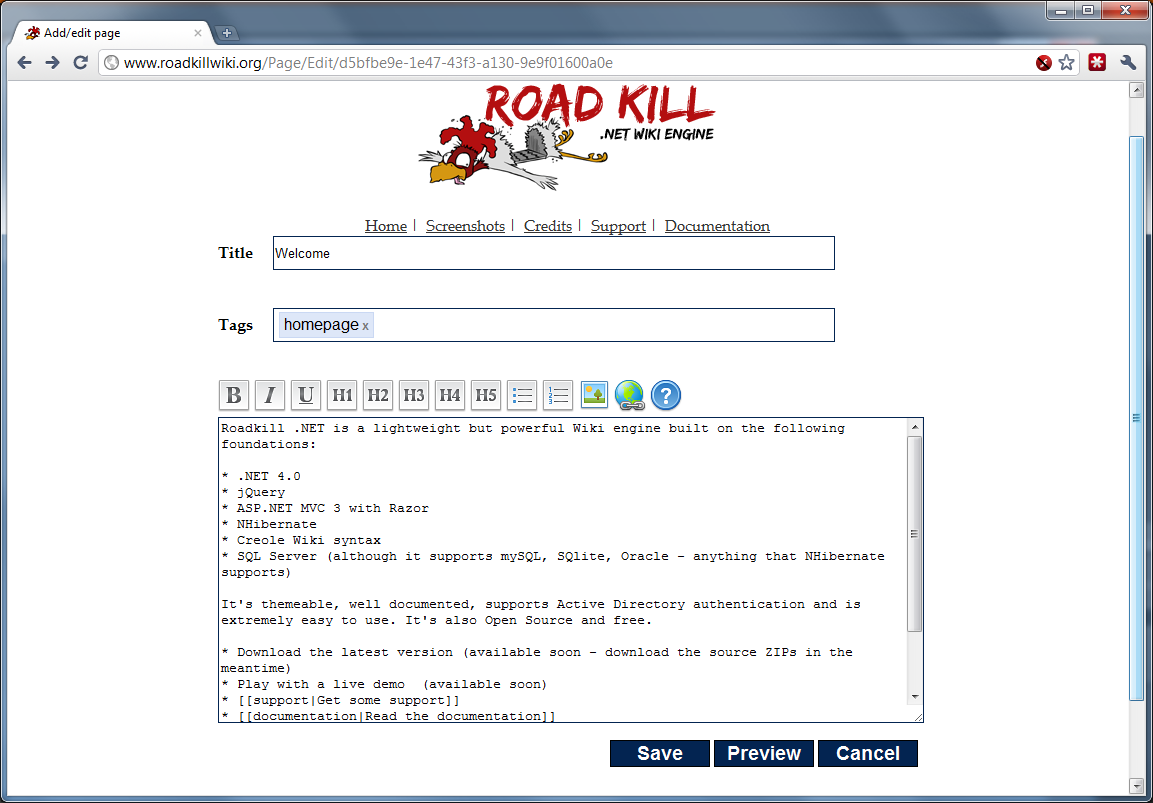 Add/edit page
www.roadkillwiki.org/Page/Edit/d5bfbe9e-1e47-43f3-a130-9e9f01600a0e
ROAD KILL
.NET WIKI ENGINE
Home | Screenshots | Credits | Support | Documentation
Title Welcome
Tags homepage x
B I U H1 H2 H3 H4 H5 1 2 3 ?
Roadkill .NET is a lightweight but powerful Wiki engine built on the following
foundations:
* .NET 4.0
* jQuery
* ASP.NET MVC 3 with Razor
* NHibernate
* Creole Wiki syntax
* SQL Server (although it supports mySQL, SQlite, Oracle - anything that NHibernate
supports)
It's themeable, well documented, supports Active Directory authentication and is
extremely easy to use. It's also Open Source and free.
* Download the latest version (available soon - download the source ZIPs in the
meantime)
* Play with a live demo  (available soon)
* [[support|Get some support]]
* [[documentation|Read the documentation]]
Save Preview Cancel